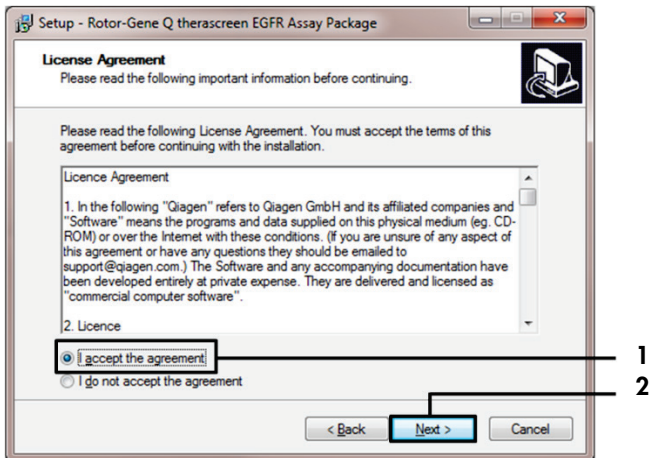 Setup - Rotor-Gene Q therascreen EGFR Assay Package
License Agreement
Please read the following important information before continuing.
Please read the following License Agreement. You must accept the terms of this
agreement before continuing with the installation.
Licence Agreement
1. In the following "Qiagen" refers to Qiagen GmbH and its affiliated companies and
"Software" means the programs and data supplied on this physical medium (eg. CD-
ROM) or over the Internet with these conditions. (If you are unsure of any aspect of
this agreement or have any questions they should be emailed to
support@qiagen.com.) The Software and any accompanying documentation have
been developed entirely at private expense. They are delivered and licensed as
"commercial computer software".
2. Licence
I accept the agreement
1
I do not accept the agreement
2
< Back Next > Cancel